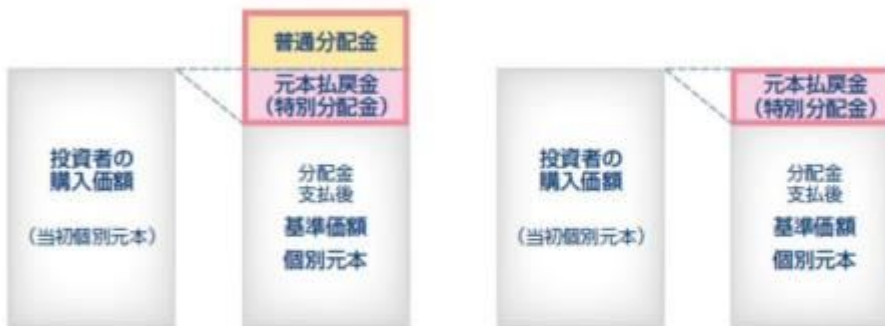 普通分配金
元本払戻金
（特別分配金）
投資者の
購入価額
（当初個別元本）
分配金
支払後
基準価額
個別元本
元本払戻金
（特別分配金）
投資者の
購入価額
（当初個別元本）
分配金
支払後
基準価額
個別元本